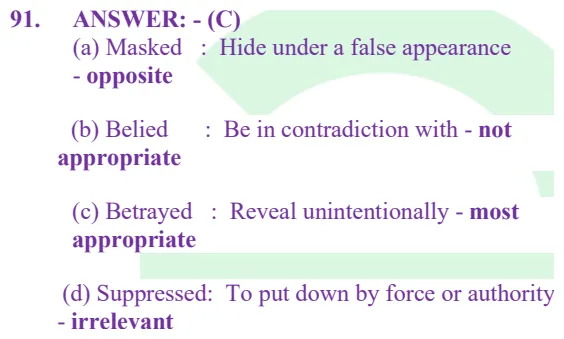 91. ANSWER: - (C)
(a) Masked : Hide under a false appearance
- opposite
(b) Belied : Be in contradiction with - not
appropriate
(c) Betrayed : Reveal unintentionally - most
appropriate
(d) Suppressed: To put down by force or authority
- irrelevant